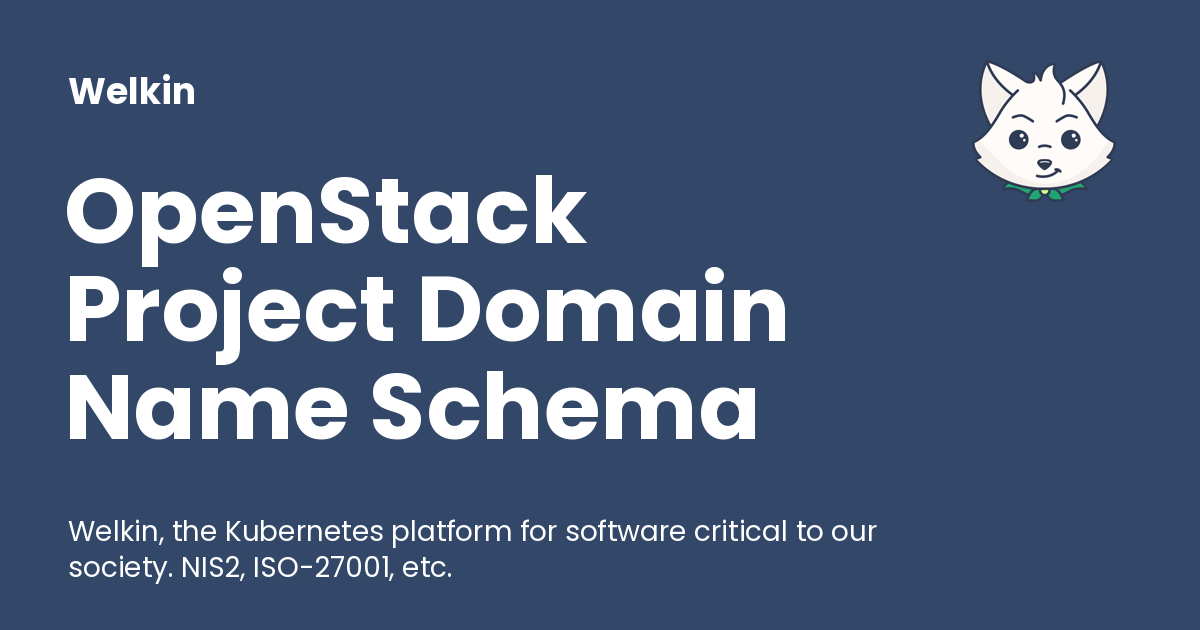 Welkin
OpenStack
Project Domain
Name Schema
Welkin, the Kubernetes platform for software critical to our
society. NIS2, ISO-27001, etc.